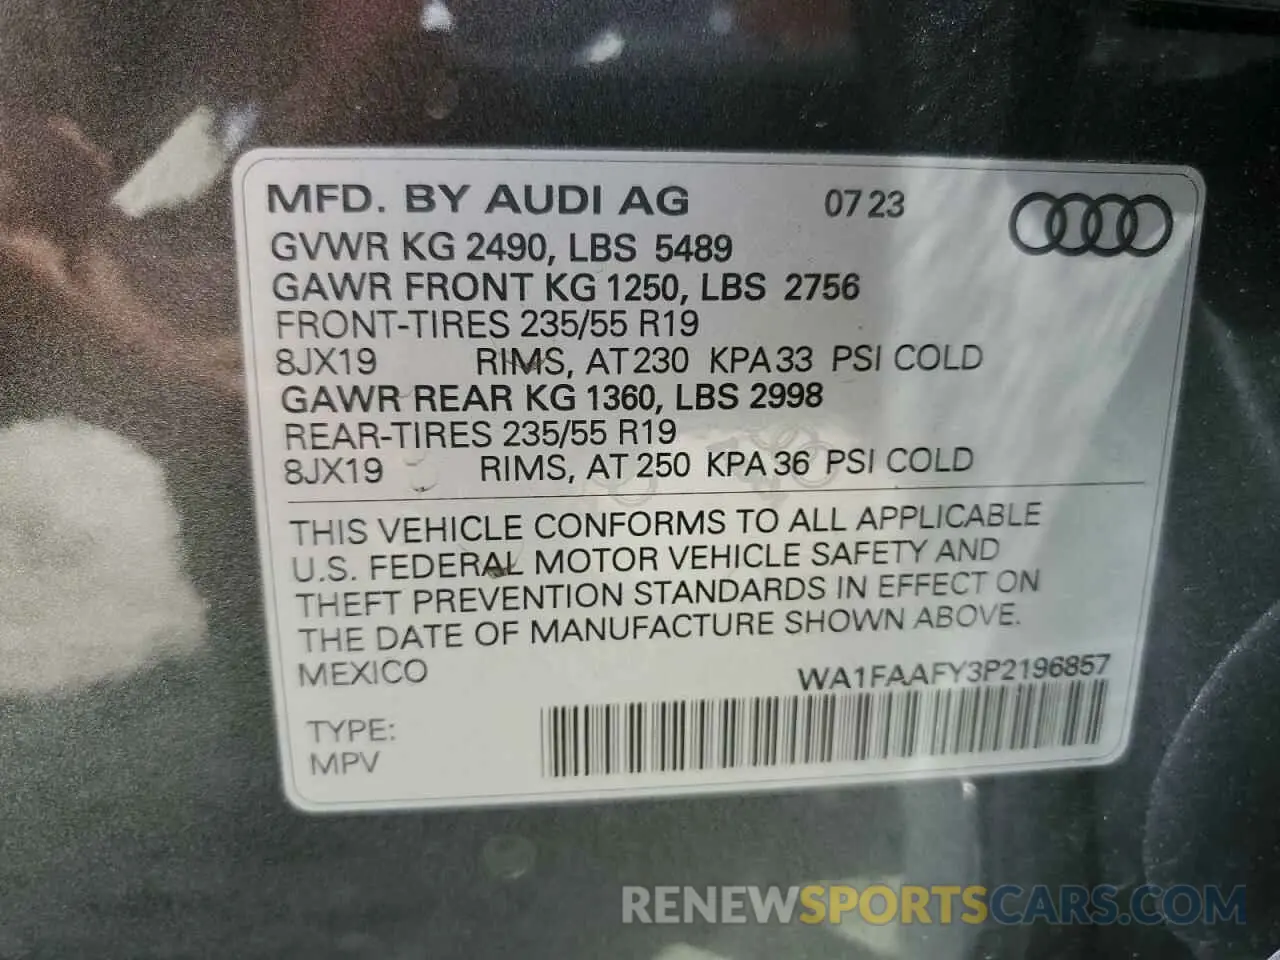 MFD. BY AUDI AG 07 23
GVWR KG 2490, LBS 5489
GAWR FRONT KG 1250, LBS 2756
FRONT-TIRES 235/55 R19
8JX19 RIMS, AT 230 KPA 33 PSI COLD
GAWR REAR KG 1360, LBS 2998
REAR-TIRES 235/55 R19
8JX19 RIMS, AT 250 KPA 36 PSI COLD
THIS VEHICLE CONFORMS TO ALL APPLICABLE
U.S. FEDERAL MOTOR VEHICLE SAFETY AND
THEFT PREVENTION STANDARDS IN EFFECT ON
THE DATE OF MANUFACTURE SHOWN ABOVE.
MEXICO WA1FAAFY3P2196857
TYPE:
MPV
RENEWSPORTSCARS.COM